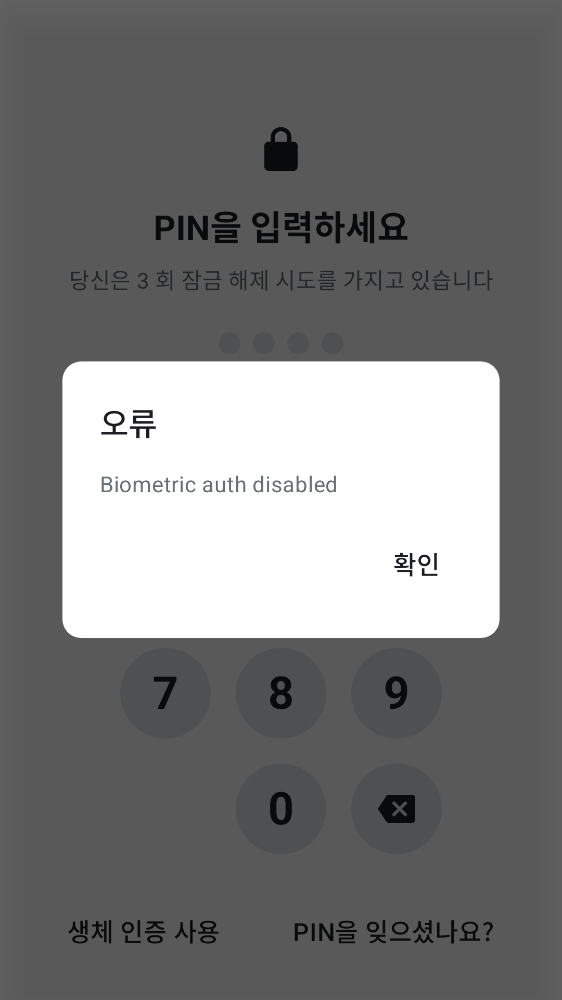 PIN을 입력하세요
당신은 3 회 잠금 해제 시도를 가지고 있습니다
오류
Biometric auth disabled
확인
7 8 9
0
생체 인증 사용 PIN을 잊으셨나요?